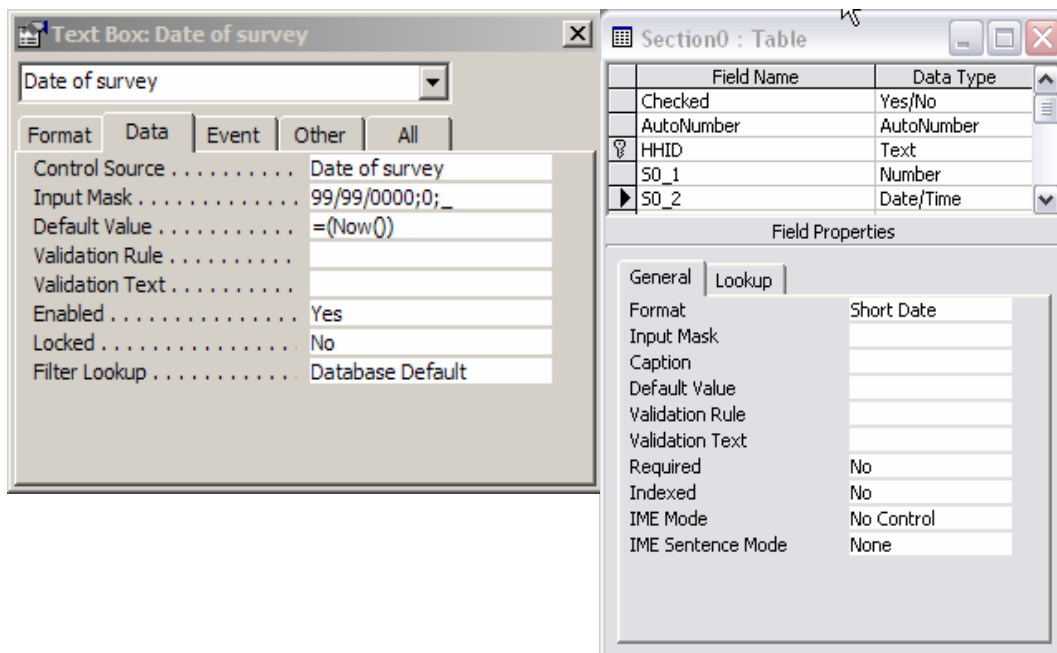 Text Box: Date of survey
Date of survey
Format Data Event Other All
Control Source . . . . . . . . . . Date of survey
Input Mask . . . . . . . . . . . . . 99/99/0000;0;_
Default Value . . . . . . . . . . . =(Now())
Validation Rule . . . . . . . . . .
Validation Text . . . . . . . . . .
Enabled . . . . . . . . . . . . . . . Yes
Locked . . . . . . . . . . . . . . . . No
Filter Lookup . . . . . . . . . . . . Database Default
Section0 : Table
Field Name Data Type
Checked Yes/No
AutoNumber AutoNumber
HHID Text
S0_1 Number
S0_2 Date/Time
Field Properties
General Lookup
Format Short Date
Input Mask
Caption
Default Value
Validation Rule
Validation Text
Required No
Indexed No
IME Mode No Control
IME Sentence Mode None